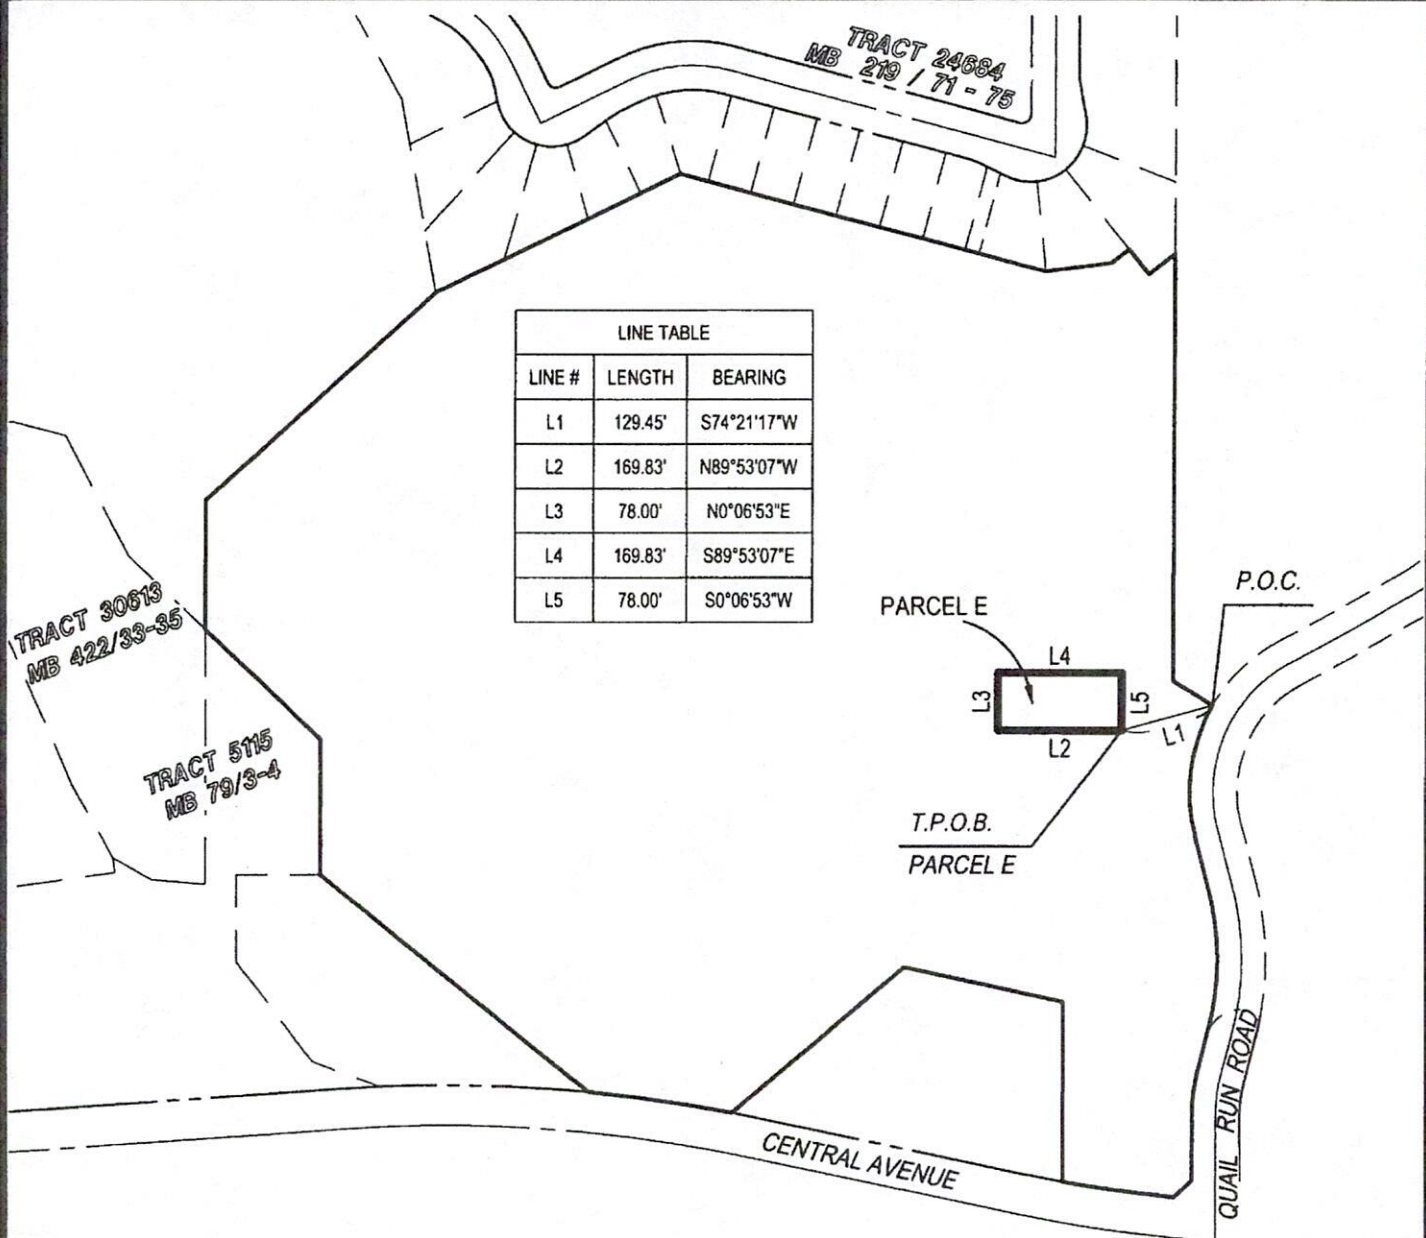 TRACT 24684
MB 219 / 71 - 75
LINE TABLE
LINE # LENGTH BEARING
L1 129.45' S74°21'17"W
L2 169.83' N89°53'07"W
L3 78.00' N0°06'53"E
L4 169.83' S89°53'07"E
L5 78.00' S0°06'53"W
P.O.C.
TRACT 30613
MB 422/33-35
PARCEL E
L4
L3
L5
L2
L1
TRACT 5115
MB 79/3-4
T.P.O.B.
PARCEL E
CENTRAL AVENUE
QUAIL RUN ROAD